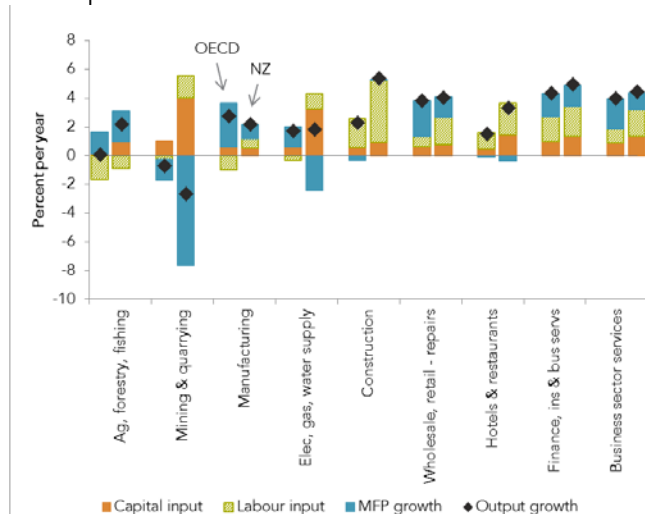 8
6
4
2
0
-2
-4
-6
-8
-10
Percent per year
OECD
NZ
Ag, forestry, fishing
Mining & quarrying
Manufacturing
Elec, gas, water supply
Construction
Wholesale, retail - repairs
Hotels & restaurants
Finance, ins & bus servs
Business sector services
Capital input
Labour input
MFP growth
Output growth